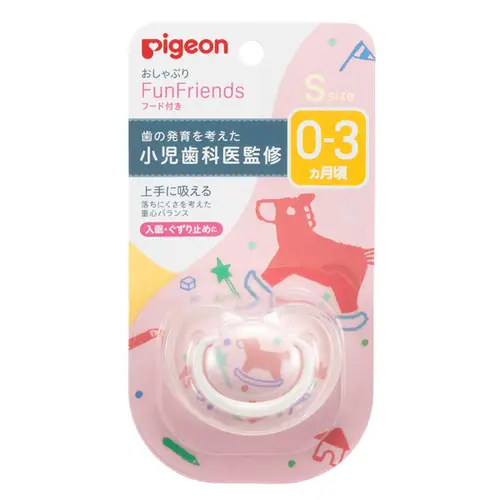 Pigeon
おしゃぶり
FunFriends
フード付き
Sサイズ
歯の発育を考えた
小児歯科医監修
0-3
ヵ月頃
上手に吸える
落ちにくさを考えた
重心バランス
入眠・ぐずり止めに